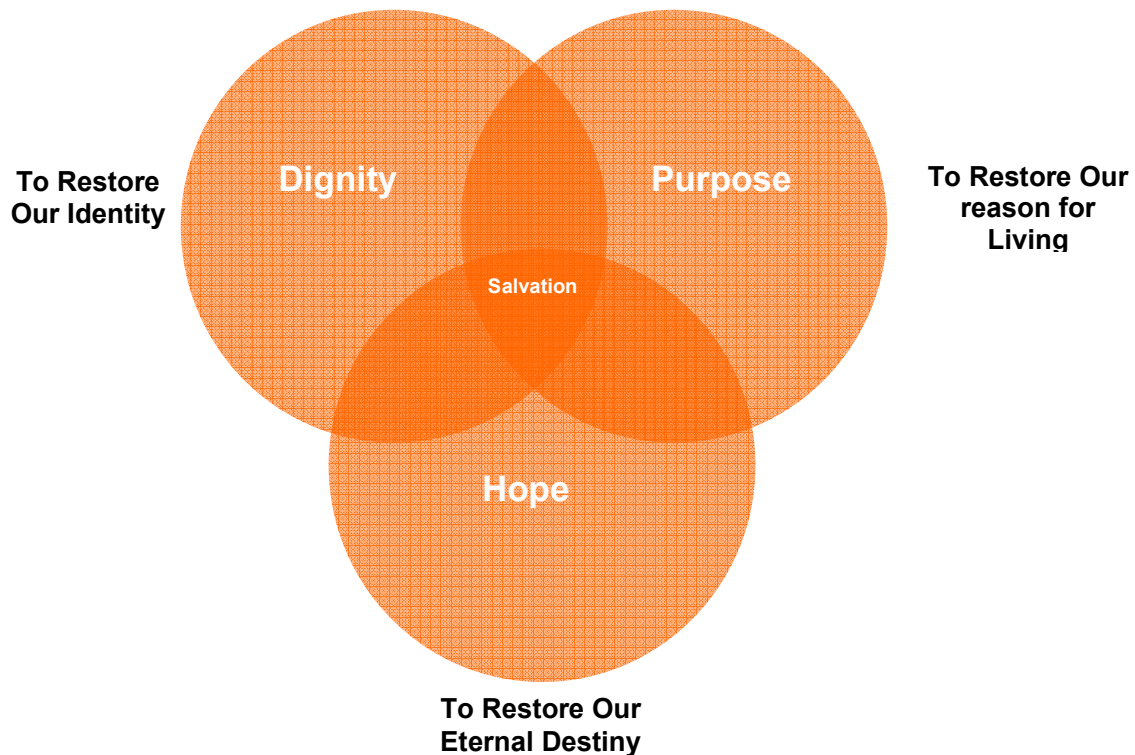 Dignity
Purpose
To Restore
Our Identity
To Restore Our
reason for
Living
Salvation
Hope
To Restore Our
Eternal Destiny